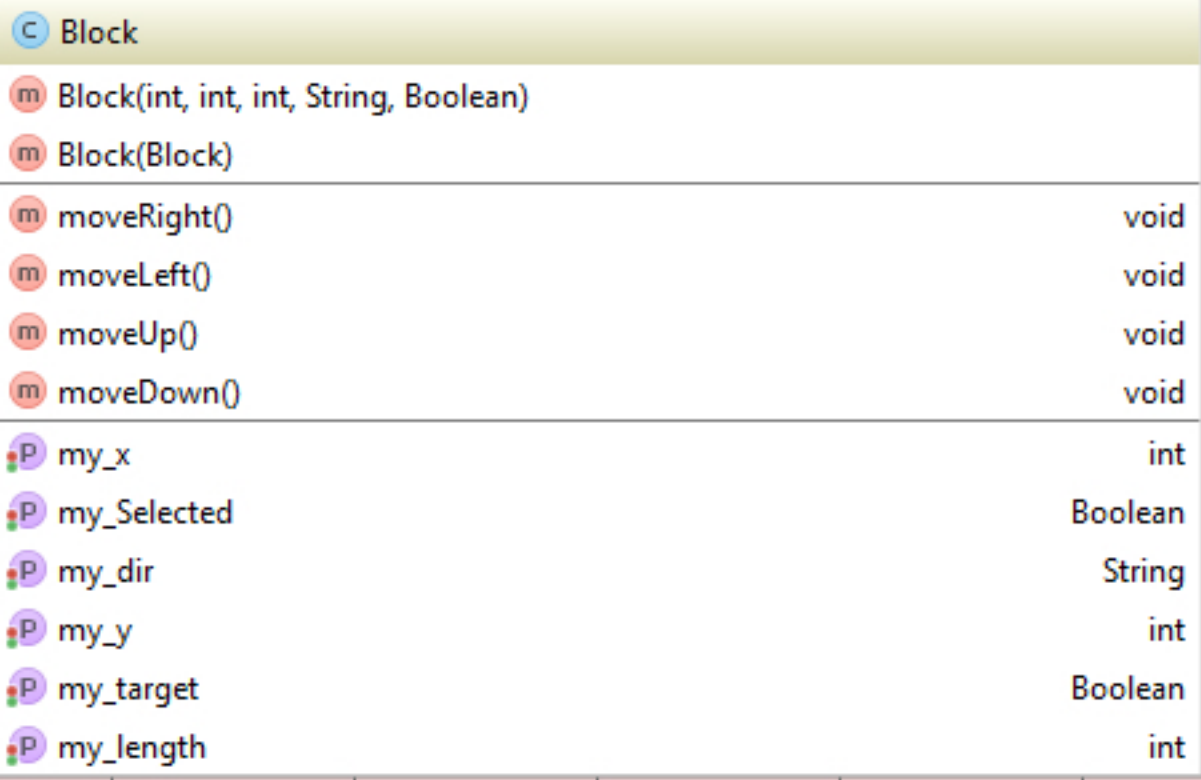 C Block
m Block(int, int, int, String, Boolean)
m Block(Block)
m moveRight() void
m moveLeft() void
m moveUp() void
m moveDown() void
P my_x int
P my_Selected Boolean
P my_dir String
P my_y int
P my_target Boolean
P my_length int